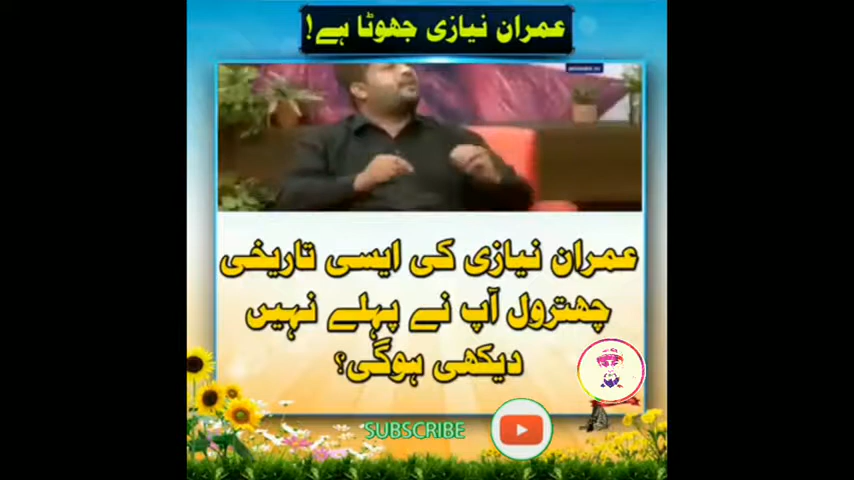 عمران نیازی جھوٹا ہے!
عمران نیازی کی ایسی تاریخی
چھترول آپ نے پہلے نہیں
دیکھی ہوگی؟
SUBSCRIBE